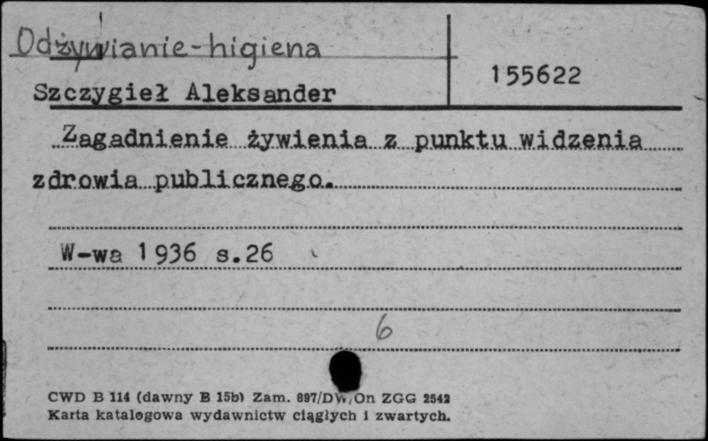 Odżywianie-higiena
155622
Szczygieł Aleksander
Zagadnienie żywienia z punktu widzenia
zdrowia publicznego.
W-wa 1936 s.26
6
CWD B 114 (dawny B 15b) Zam. 897/DW/On ZGG 2542
Karta katalogowa wydawnictw ciągłych i zwartych.